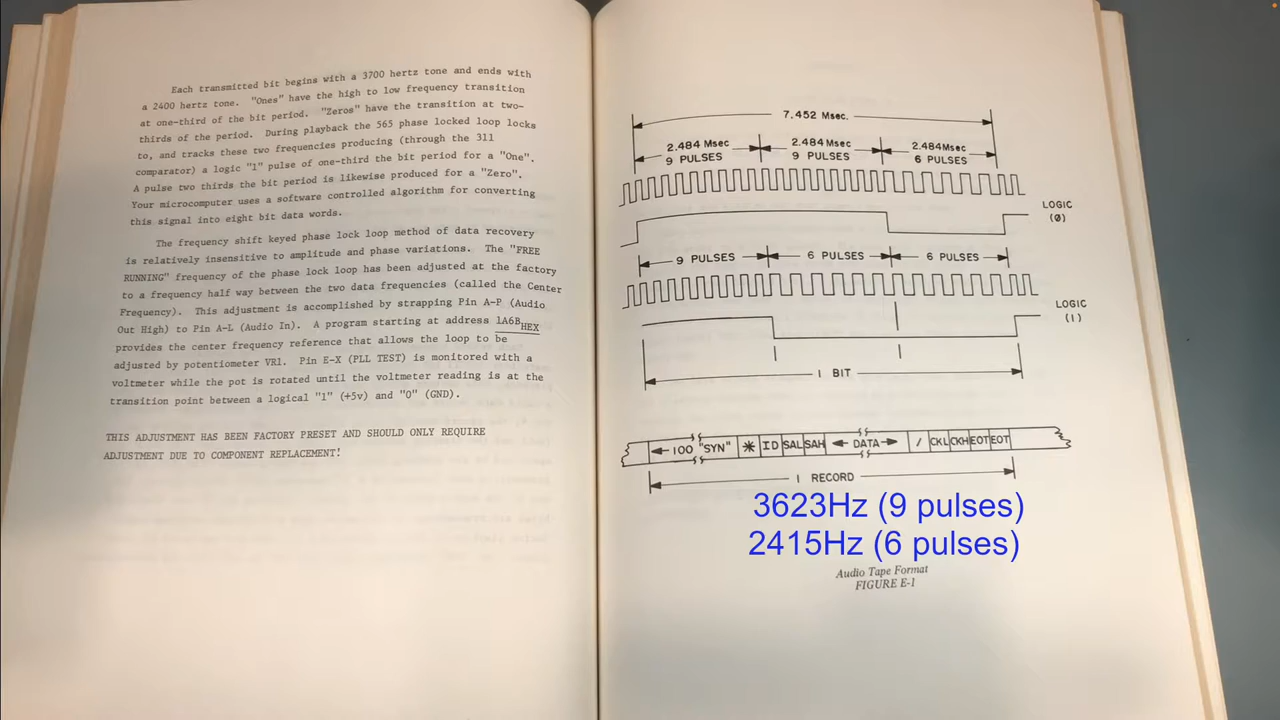 Each transmitted bit begins with a 3700 hertz tone and ends with
a 2400 hertz tone. "Ones" have the high to low frequency transition
at one-third of the bit period. "Zeros" have the transition at two-
thirds of the period. During playback the 565 phase locked loop locks
to, and tracks these two frequencies producing (through the 311
comparator) a logic "1" pulse of one-third the bit period for a "One".
A pulse two thirds the bit period is likewise produced for a "Zero".
Your microcomputer uses a software controlled algorithm for converting
this signal into eight bit data words.
The frequency shift keyed phase lock loop method of data recovery
is relatively insensitive to amplitude and phase variations. The "FREE
RUNNING" frequency of the phase lock loop has been adjusted at the factory
to a frequency half way between the two data frequencies (called the Center
Frequency). This adjustment is accomplished by strapping Pin A-P (Audio
Out High) to Pin A-L (Audio In). A program starting at address 1A6B HEX
provides the center frequency reference that allows the loop to be
adjusted by potentiometer VR1. Pin E-X (PLL TEST) is monitored with a
voltmeter while the pot is rotated until the voltmeter reading is at the
transition point between a logical "1" (+5v) and "0" (GND).
THIS ADJUSTMENT HAS BEEN FACTORY PRESET AND SHOULD ONLY REQUIRE
ADJUSTMENT DUE TO COMPONENT REPLACEMENT!
7.452 Msec.
2.484 Msec 2.484 Msec 2.484 Msec
9 PULSES 9 PULSES 6 PULSES
LOGIC
(0)
9 PULSES 6 PULSES 6 PULSES
LOGIC
(1)
1 BIT
100 "SYN" * ID SAL SAH DATA / CKL CKH EOT EOT
1 RECORD
3623Hz (9 pulses)
2415Hz (6 pulses)
Audio Tape Format
FIGURE E-1